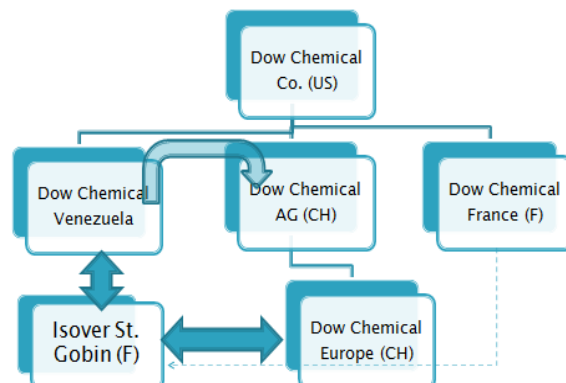 Dow Chemical
Co. (US)
Dow Chemical
Venezuela
Dow Chemical
AG (CH)
Dow Chemical
France (F)
Isover St.
Gobin (F)
Dow Chemical
Europe (CH)